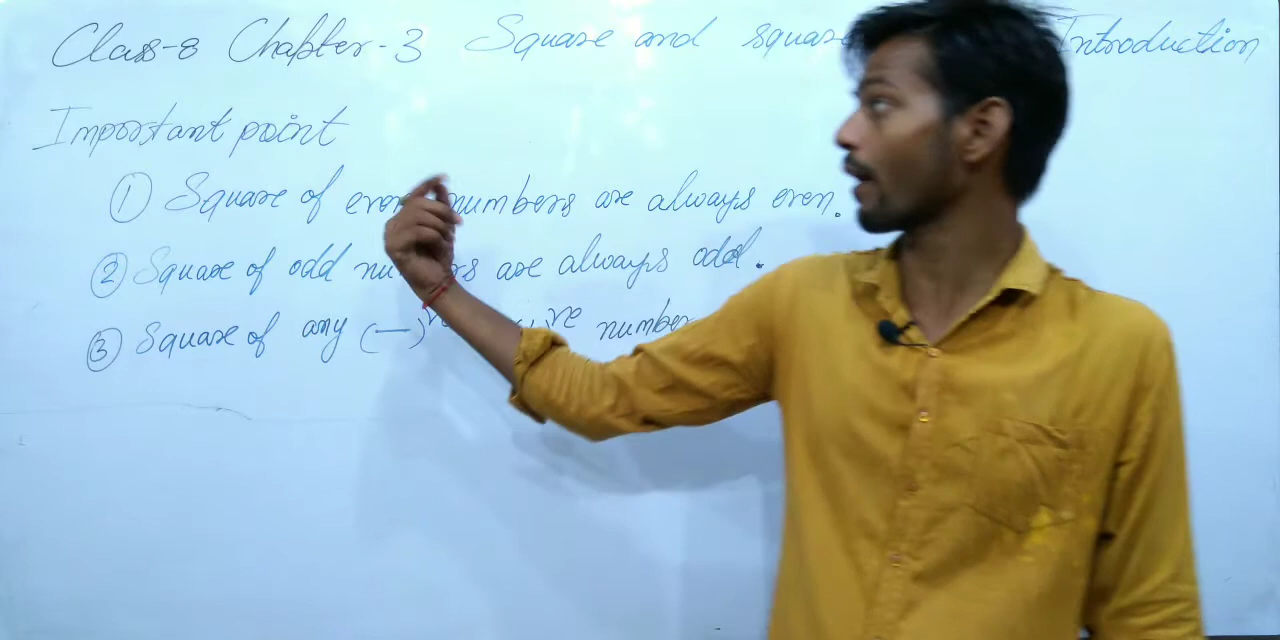 Class-8 Chapter-3 Square and square Introduction
Important point
① Square of even numbers are always even.
② Square of odd numbers are always odd.
③ Square of any (—)ve ve number